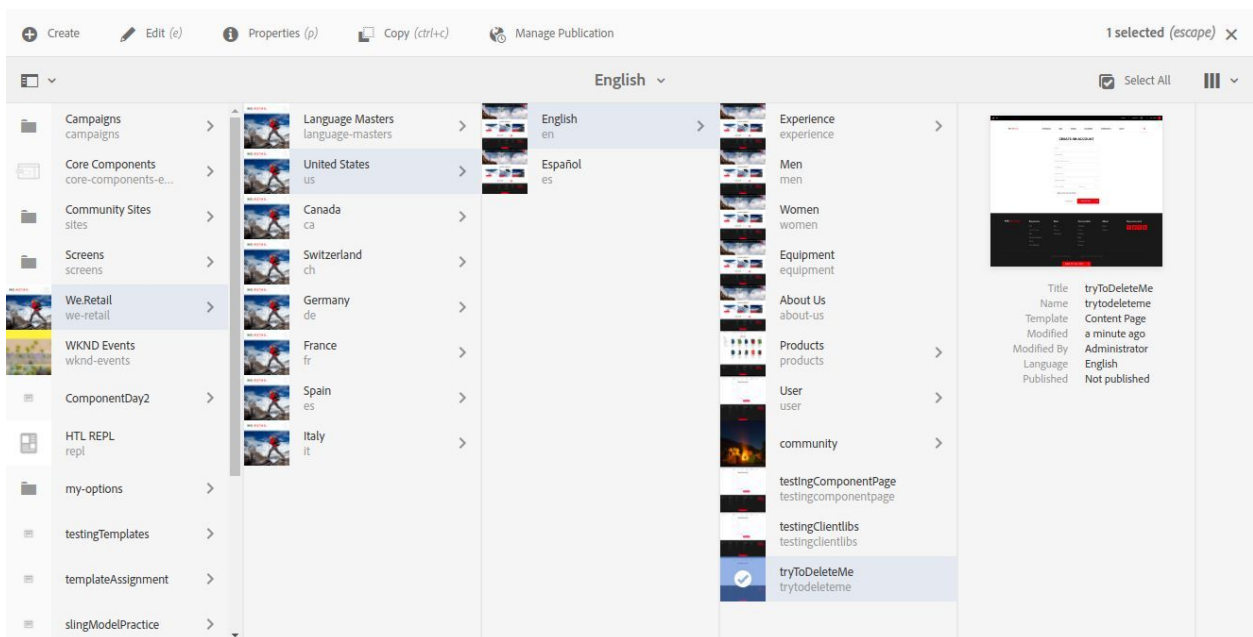 Create Edit (e) Properties (p) Copy (ctrl+c) Manage Publication 1 selected (escape)
English Select All
Campaigns
campaigns
Core Components
core-components-e...
Community Sites
sites
Screens
screens
We.Retail
we-retail
WKND Events
wknd-events
ComponentDay2
HTL REPL
repl
my-options
testingTemplates
templateAssignment
slingModelPractice
Language Masters
language-masters
United States
us
Canada
ca
Switzerland
ch
Germany
de
France
fr
Spain
es
Italy
it
English
en
Español
es
Experience
experience
Men
men
Women
women
Equipment
equipment
About Us
about-us
Products
products
User
user
community
testingComponentPage
testingcomponentpage
testingClientlibs
testingclientlibs
tryToDeleteMe
trytodeleteme
Title tryToDeleteMe
Name trytodeleteme
Template Content Page
Modified a minute ago
Modified By Administrator
Language English
Published Not published